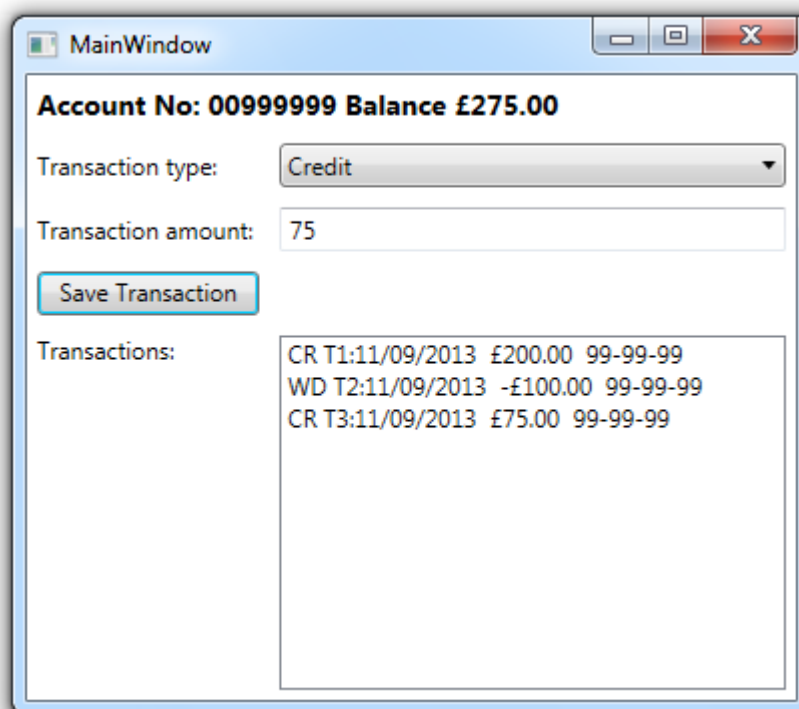 MainWindow
Account No: 00999999 Balance £275.00
Transaction type: Credit
Transaction amount: 75
Save Transaction
Transactions:
CR T1:11/09/2013  £200.00  99-99-99
WD T2:11/09/2013  -£100.00  99-99-99
CR T3:11/09/2013  £75.00  99-99-99